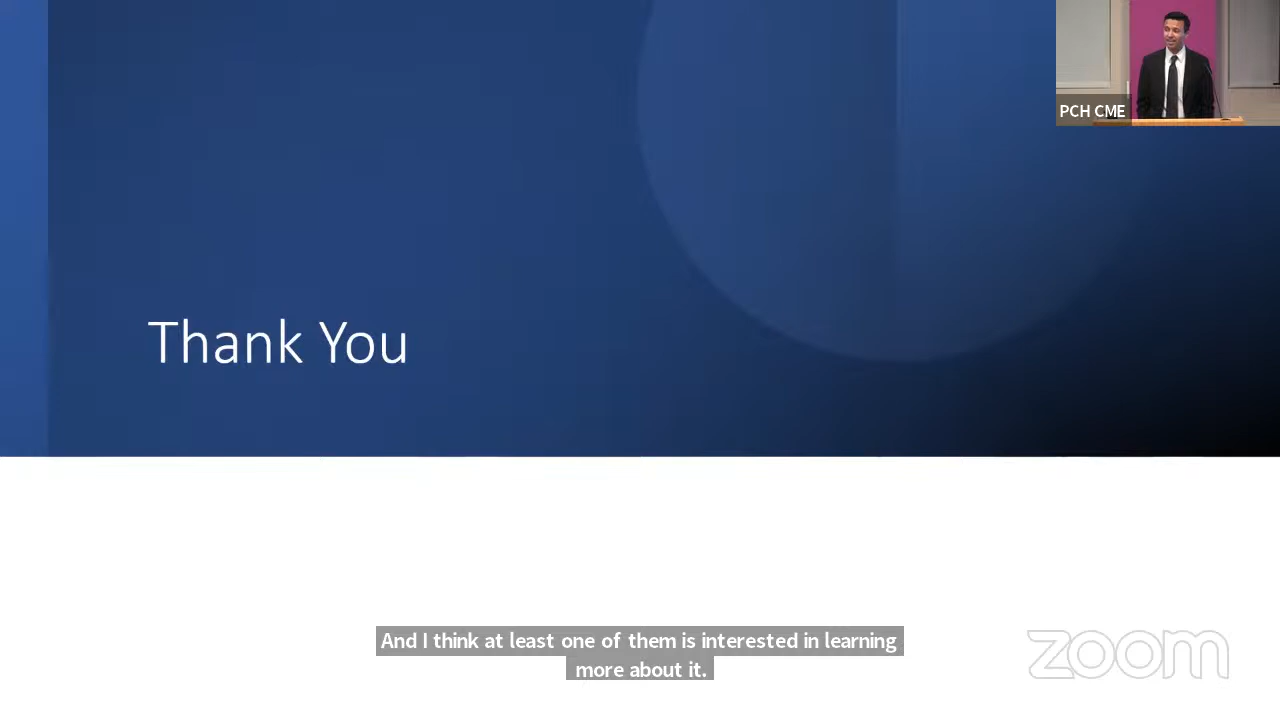 PCH CME
Thank You
And I think at least one of them is interested in learning
more about it.
zoom